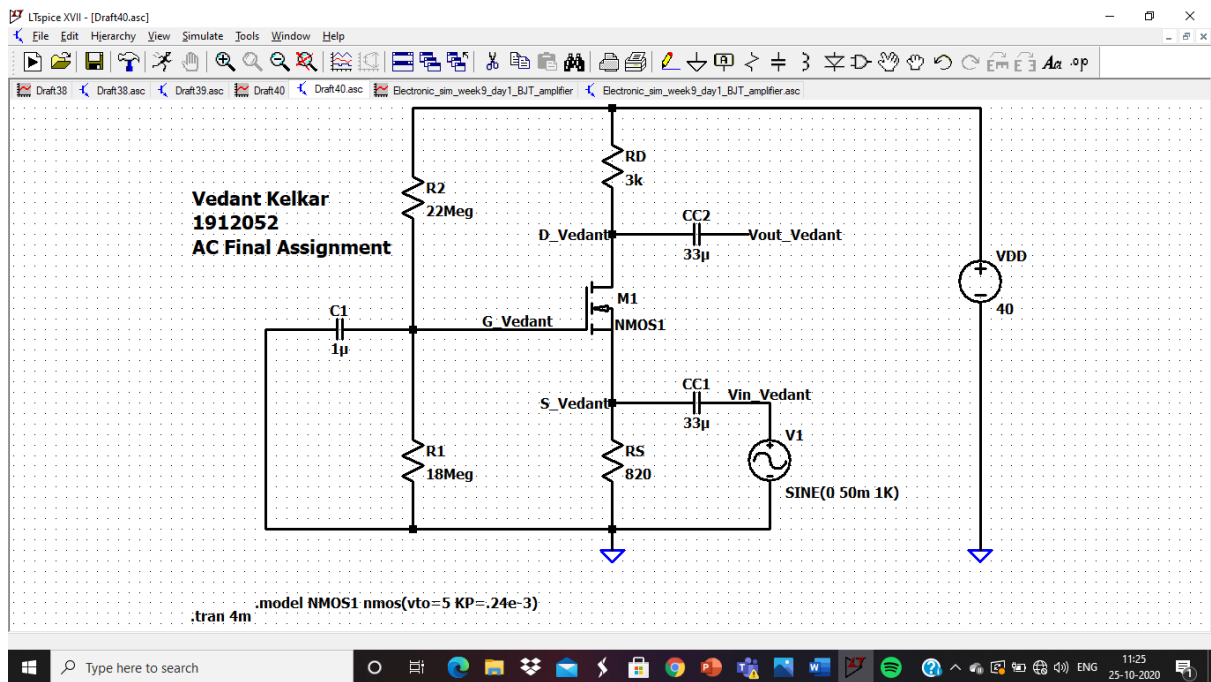 LTspice XVII - [Draft40.asc]
File Edit Hierarchy View Simulate Tools Window Help
Draft38 Draft38.asc Draft39.asc Draft40 Draft40.asc Electronic_sim_week9_day1_BJT_amplifier Electronic_sim_week9_day1_BJT_amplifier.asc
Vedant Kelkar
1912052
AC Final Assignment
R2
22Meg
RD
3k
CC2
D_Vedant
Vout_Vedant
33µ
VDD
40
M1
NMOS1
C1
G_Vedant
1µ
CC1
Vin_Vedant
S_Vedant
33µ
V1
R1
18Meg
RS
820
SINE(0 50m 1K)
.model NMOS1 nmos(vto=5 KP=.24e-3)
.tran 4m
Type here to search
ENG
11:25
25-10-2020